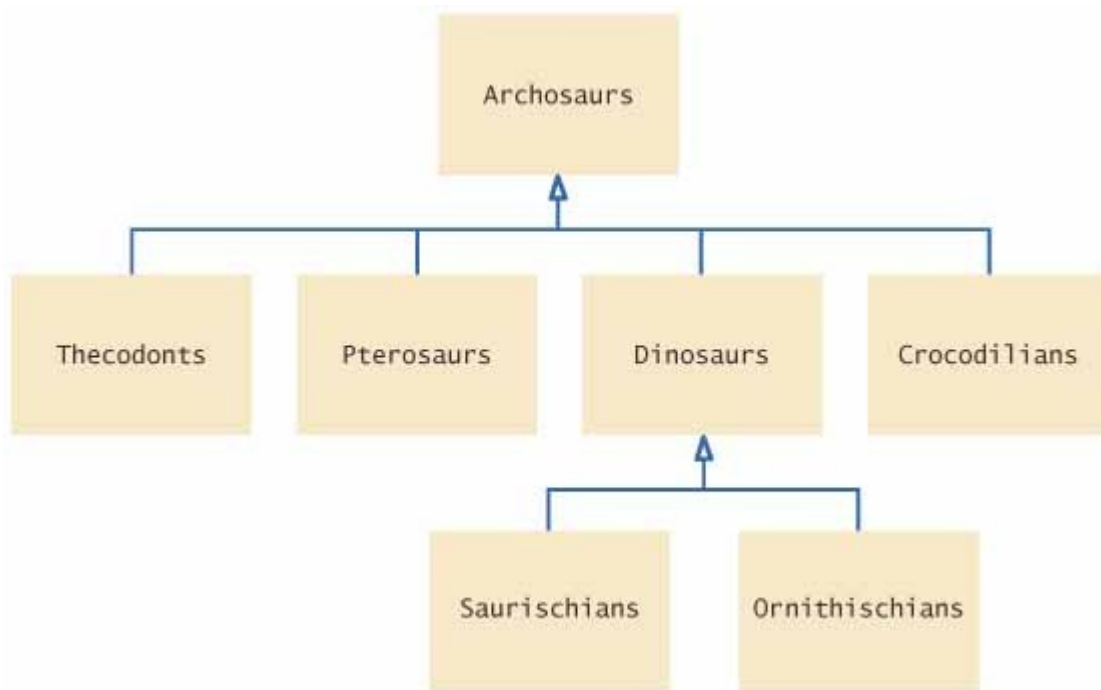 Archosaurs
Thecodonts
Pterosaurs
Dinosaurs
Crocodilians
Saurischians
Ornithischians